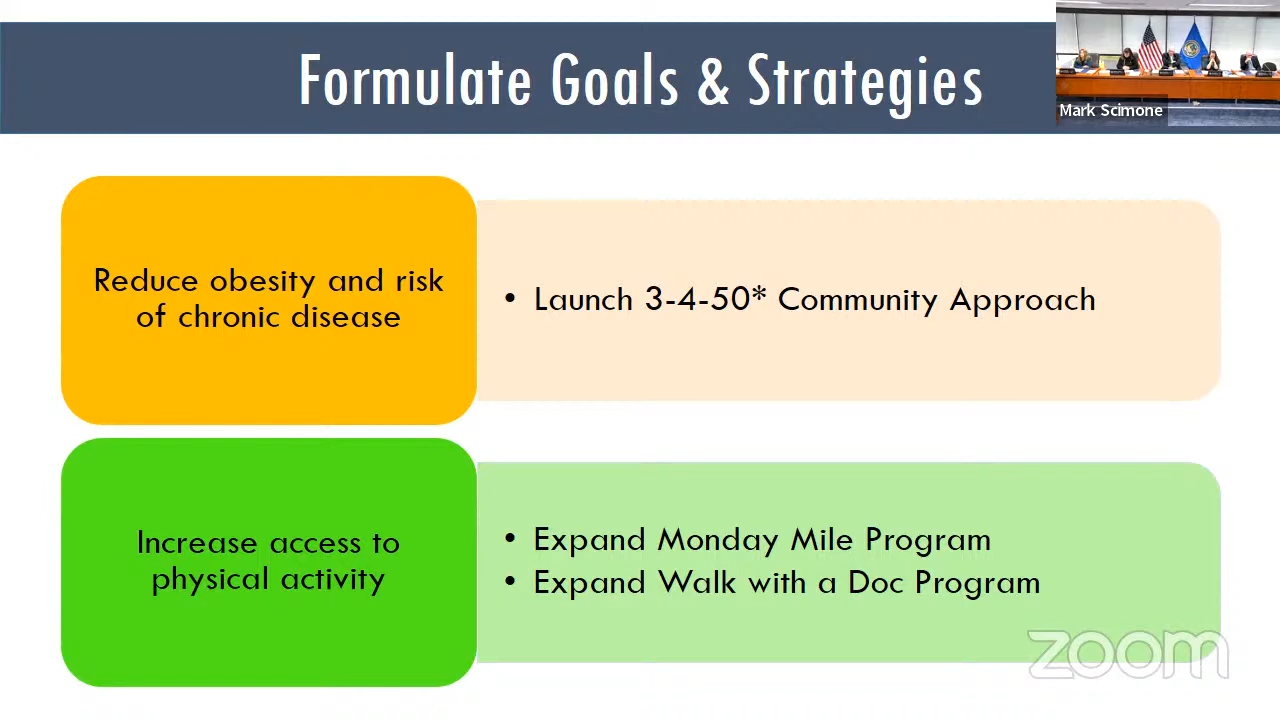 Formulate Goals & Strategies
Mark Scimone
Reduce obesity and risk
of chronic disease
• Launch 3-4-50* Community Approach
Increase access to
physical activity
• Expand Monday Mile Program
• Expand Walk with a Doc Program
zoom